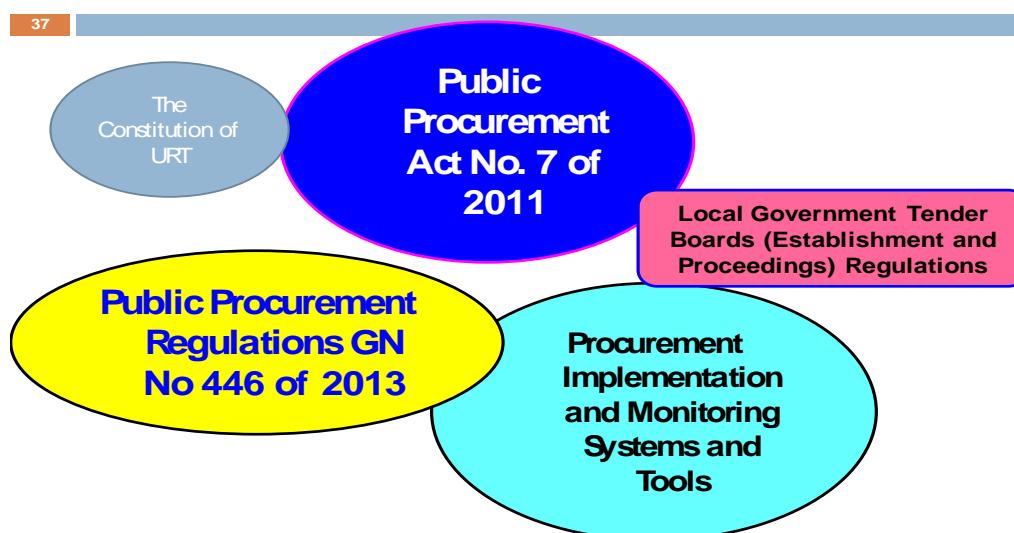 37
The
Constitution of
URT
Public
Procurement
Act No. 7 of
2011
Local Government Tender
Boards (Establishment and
Proceedings) Regulations
Public Procurement
Regulations GN
No 446 of 2013
Procurement
Implementation
and Monitoring
Systems and
Tools